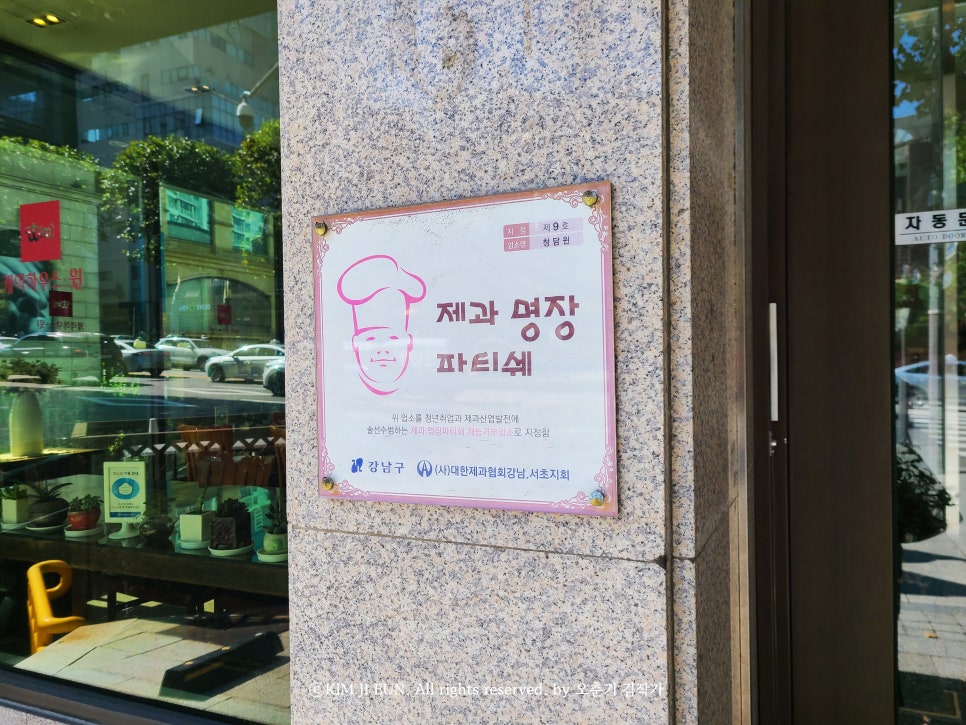 지 정 제 9 호
업소명 청담원
제과 명장
파티쉐
위 업소를 청년취업과 제과산업발전에
솔선수범하는 제과 명장파티쉐 재능기부업소로 지정함
강남구 (사)대한제과협회강남.서초지회
자동문
AUTO DOOR
ⓒKIM JI EUN. All rights reserved. by 오춘기 김작가